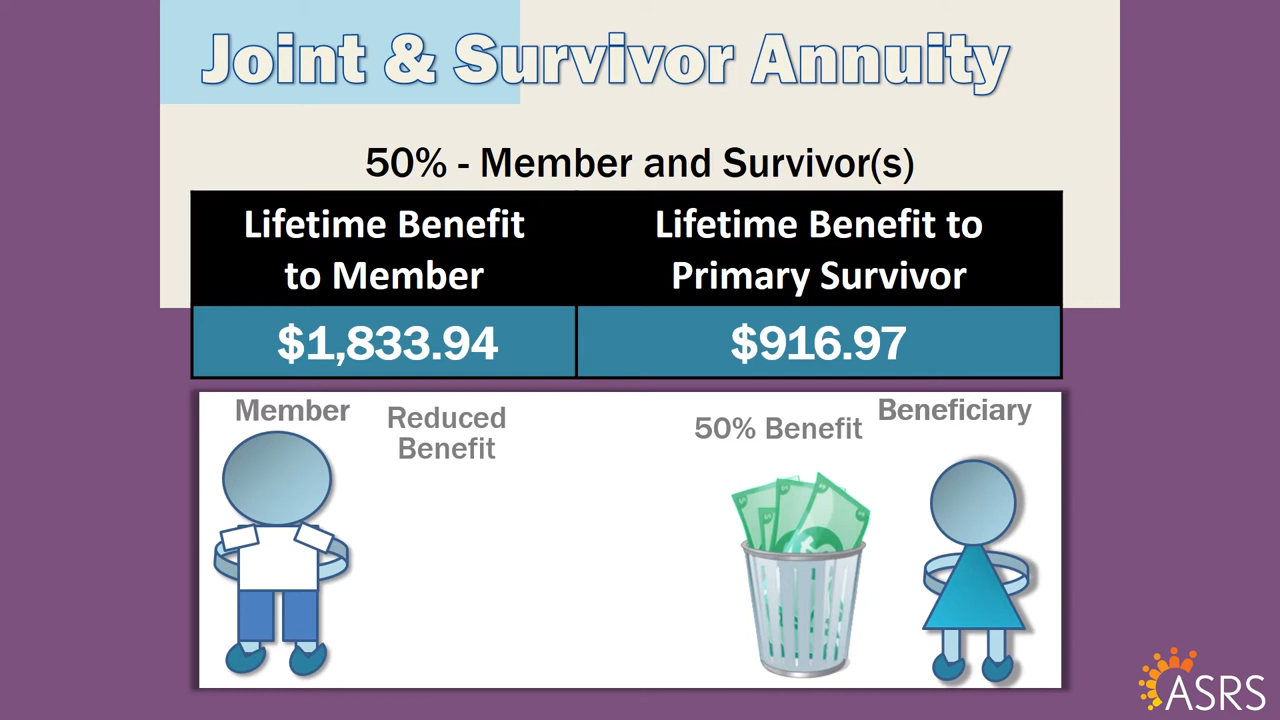 Joint & Survivor Annuity
50% - Member and Survivor(s)
Lifetime Benefit
to Member
Lifetime Benefit to
Primary Survivor
$1,833.94
$916.97
Member
Reduced
Benefit
50% Benefit
Beneficiary
ASRS